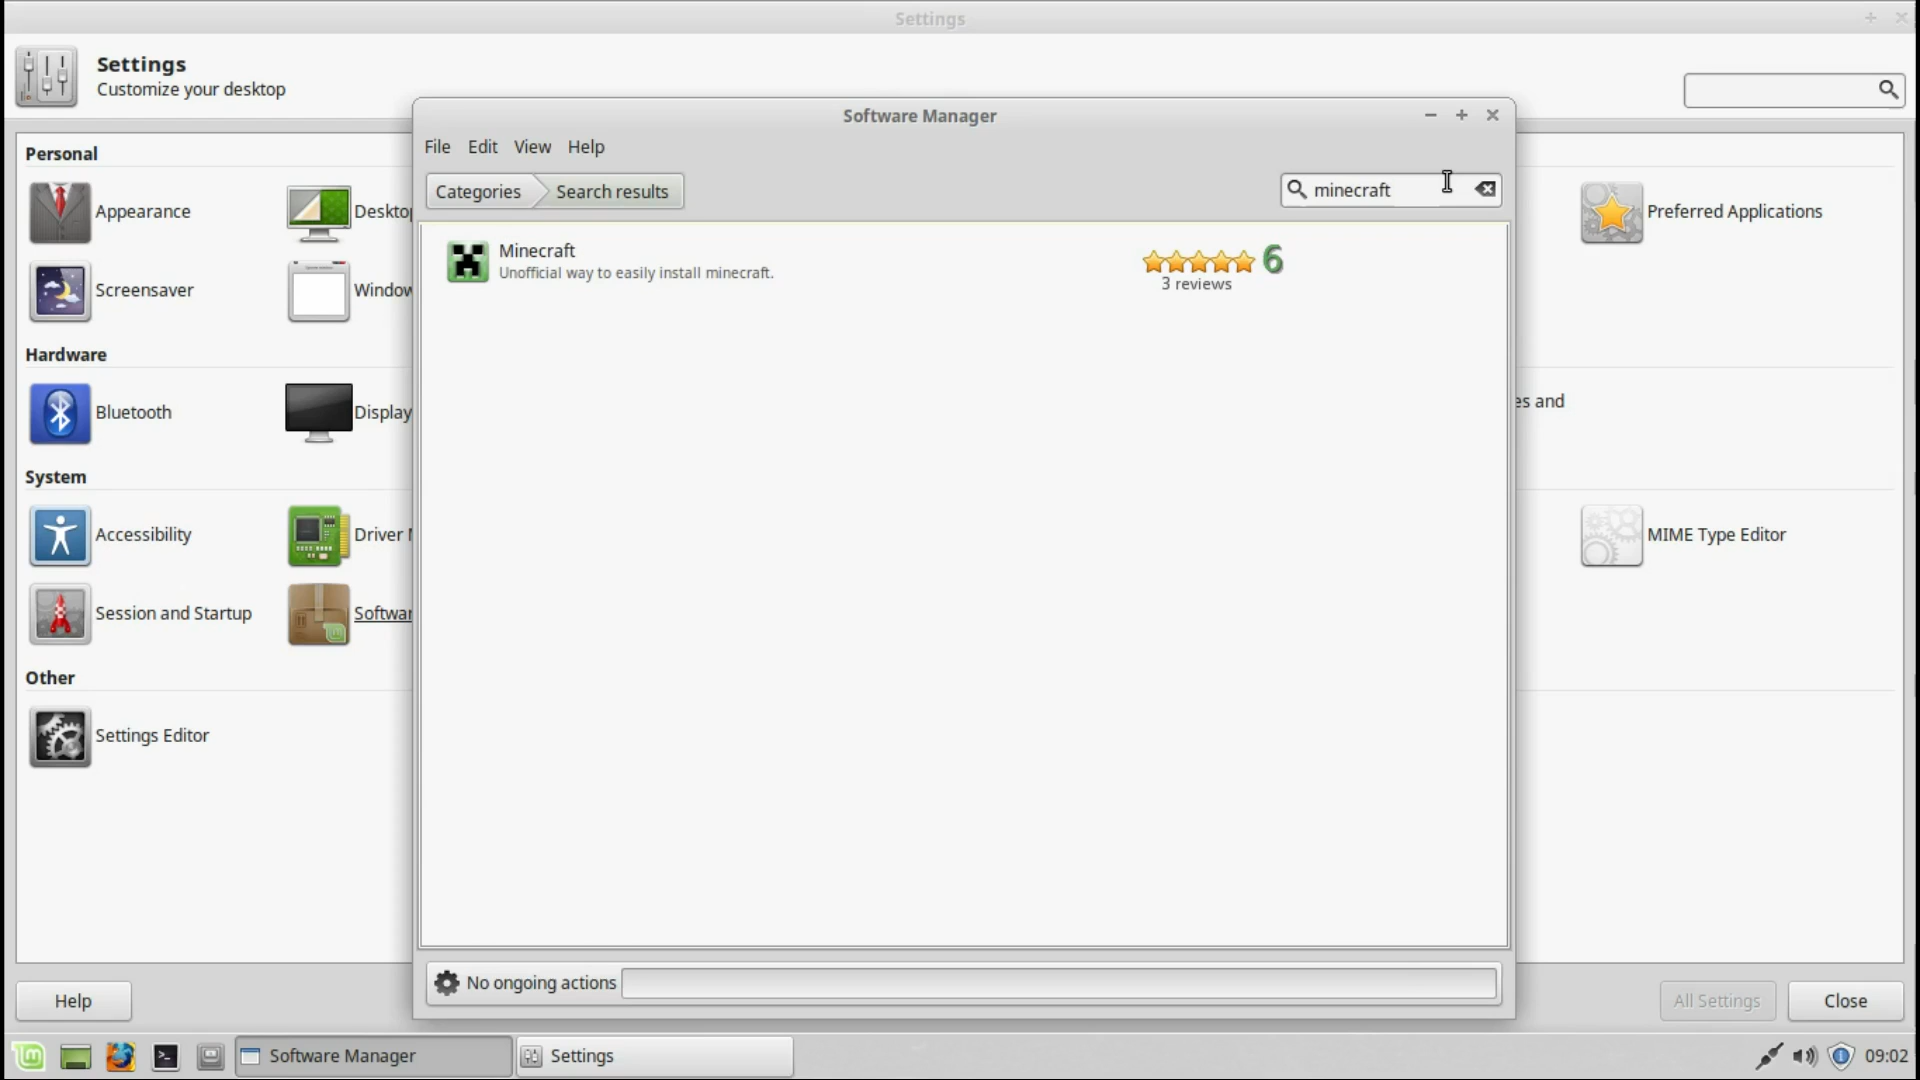 Settings
Settings
Customize your desktop
Software Manager
File Edit View Help
Categories Search results
minecraft
Minecraft
Unofficial way to easily install minecraft.
6
3 reviews
Personal
Appearance
Deskto
Preferred Applications
Screensaver
Window
Hardware
Bluetooth
Display
es and
System
Accessibility
Driver
MIME Type Editor
Session and Startup
Softwar
Other
Settings Editor
No ongoing actions
Help
All Settings
Close
Software Manager
Settings
09:02